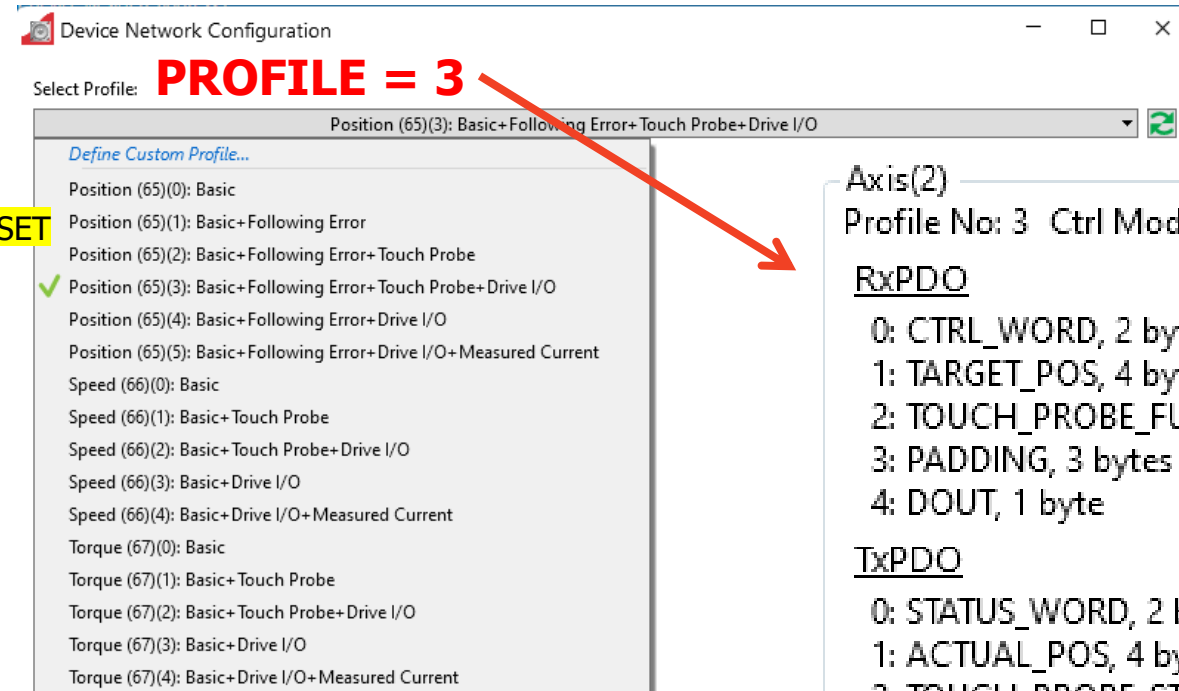 Device Network Configuration
Select Profile: PROFILE = 3
Position (65)(3): Basic+Following Error+Touch Probe+Drive I/O
Define Custom Profile...
Position (65)(0): Basic
SET
Position (65)(1): Basic+Following Error
Position (65)(2): Basic+Following Error+Touch Probe
Position (65)(3): Basic+Following Error+Touch Probe+Drive I/O
Position (65)(4): Basic+Following Error+Drive I/O
Position (65)(5): Basic+Following Error+Drive I/O+Measured Current
Speed (66)(0): Basic
Speed (66)(1): Basic+Touch Probe
Speed (66)(2): Basic+Touch Probe+Drive I/O
Speed (66)(3): Basic+Drive I/O
Speed (66)(4): Basic+Drive I/O+Measured Current
Torque (67)(0): Basic
Torque (67)(1): Basic+Touch Probe
Torque (67)(2): Basic+Touch Probe+Drive I/O
Torque (67)(3): Basic+Drive I/O
Torque (67)(4): Basic+Drive I/O+Measured Current
Axis(2)
Profile No: 3 Ctrl Mod
RxPDO
0: CTRL_WORD, 2 by
1: TARGET_POS, 4 by
2: TOUCH_PROBE_FU
3: PADDING, 3 bytes
4: DOUT, 1 byte
TxPDO
0: STATUS_WORD, 2
1: ACTUAL_POS, 4 by